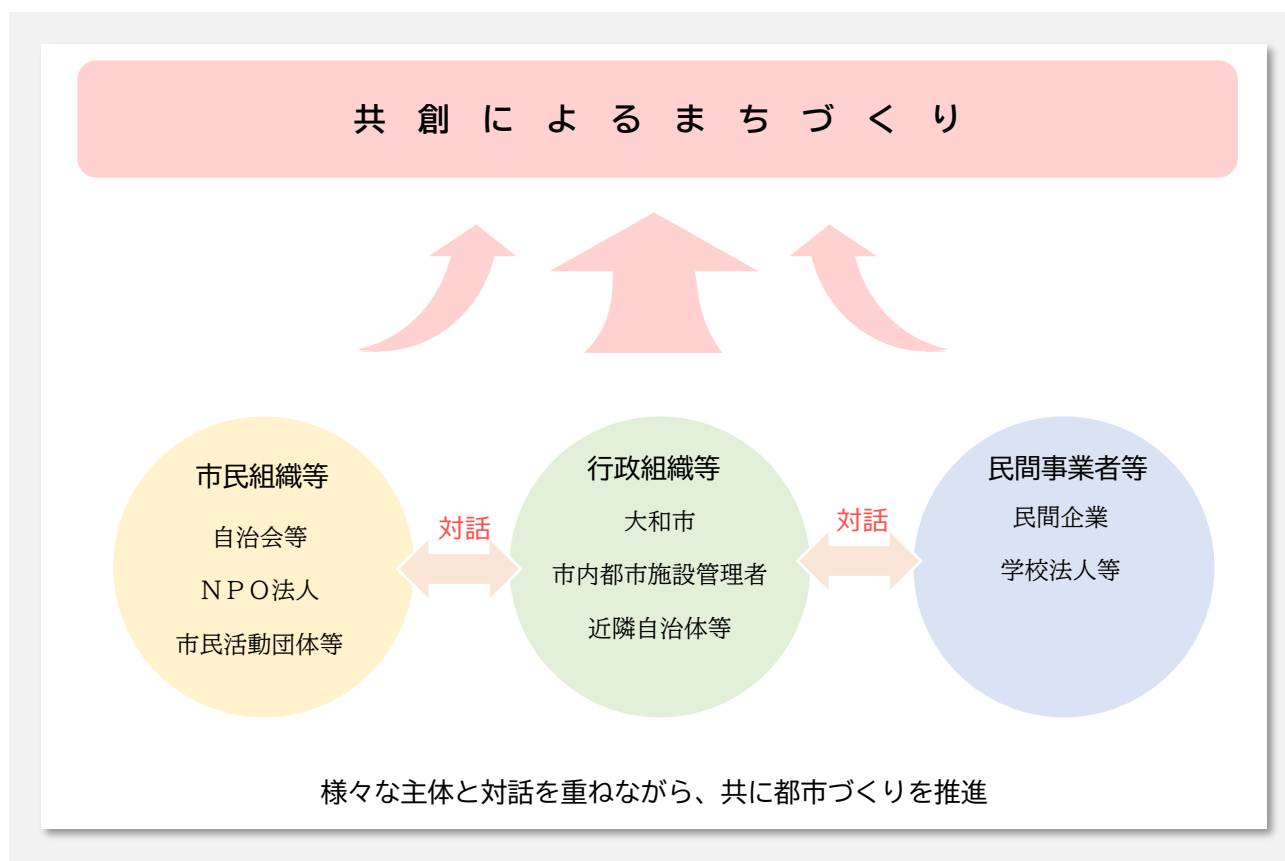 共創によるまちづくり
市民組織等
自治会等
ＮＰＯ法人
市民活動団体等
対話
行政組織等
大和市
市内都市施設管理者
近隣自治体等
対話
民間事業者等
民間企業
学校法人等
様々な主体と対話を重ねながら、共に都市づくりを推進